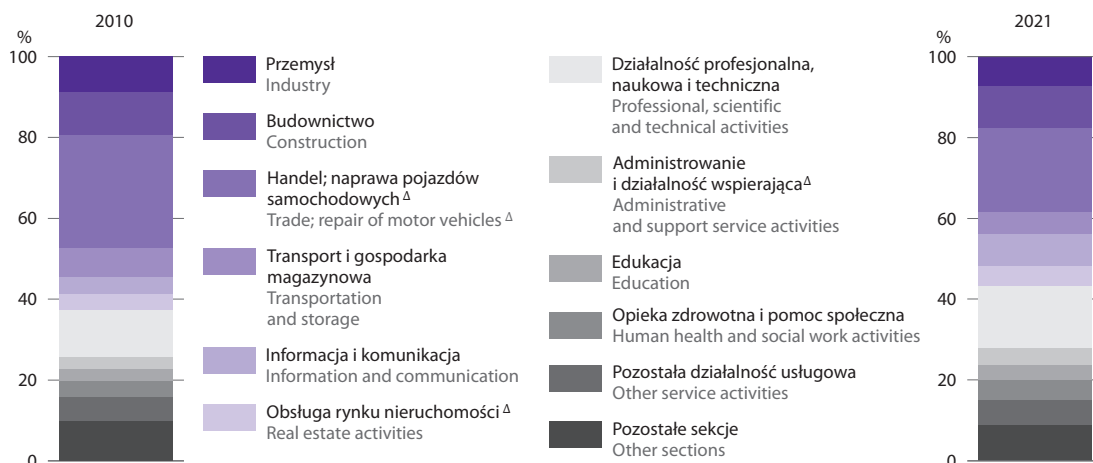 2010
%
100
80
60
40
20
0
Przemysł
Industry
Budownictwo
Construction
Handel; naprawa pojazdów
samochodowych Δ
Trade; repair of motor vehicles Δ
Transport i gospodarka
magazynowa
Transportation
and storage
Informacja i komunikacja
Information and communication
Obsługa rynku nieruchomości Δ
Real estate activities
Działalność profesjonalna,
naukowa i techniczna
Professional, scientific
and technical activities
Administrowanie
i działalność wspierająca Δ
Administrative
and support service activities
Edukacja
Education
Opieka zdrowotna i pomoc społeczna
Human health and social work activities
Pozostała działalność usługowa
Other service activities
Pozostałe sekcje
Other sections
2021
%
100
80
60
40
20
0